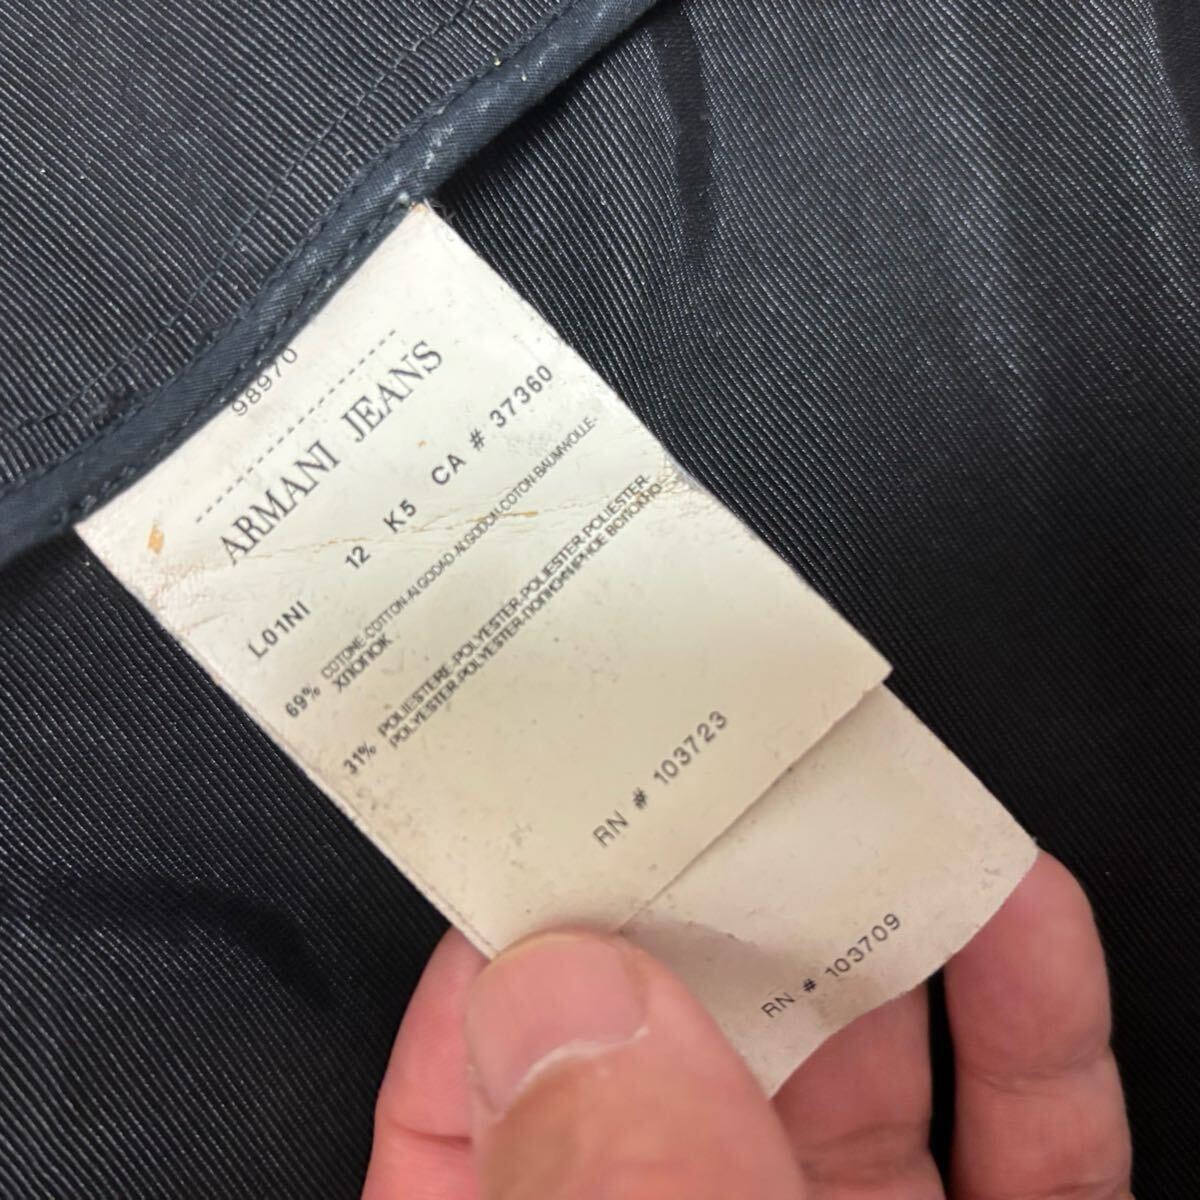 98970
ARMANI JEANS
L01NI 12 K5 CA # 37360
69% COTONE-COTTON-ALGODAO-ALGODON-COTON-BAUMWOLLE-
ХЛОПОК
31% POLIESTERE-POLYESTER-POLIESTER-POLIESTER-
POLYESTER-POLYESTER-ПОЛИЭФИРНОЕ ВОЛОКНО
RN # 103723
RN # 103709